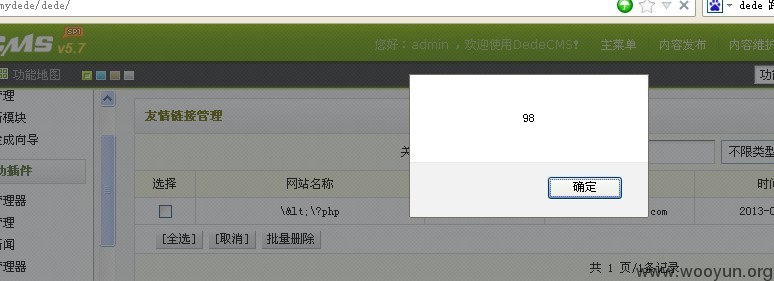 mydede/dede/
dede
CMS v5.7 SP1
您好：admin ，欢迎使用DedeCMS！ 主菜单 内容发布 内容维护
功能地图
管理
新模块
成向导
功插件
管理器
管理
新闻
管理器
友情链接管理
98
确定
关
不限类型
选择 网站名称 时间
\&lt;\?php com 2013-0
[全选] [取消] 批量删除
共 1 页/1条记录
www.wooyun.org